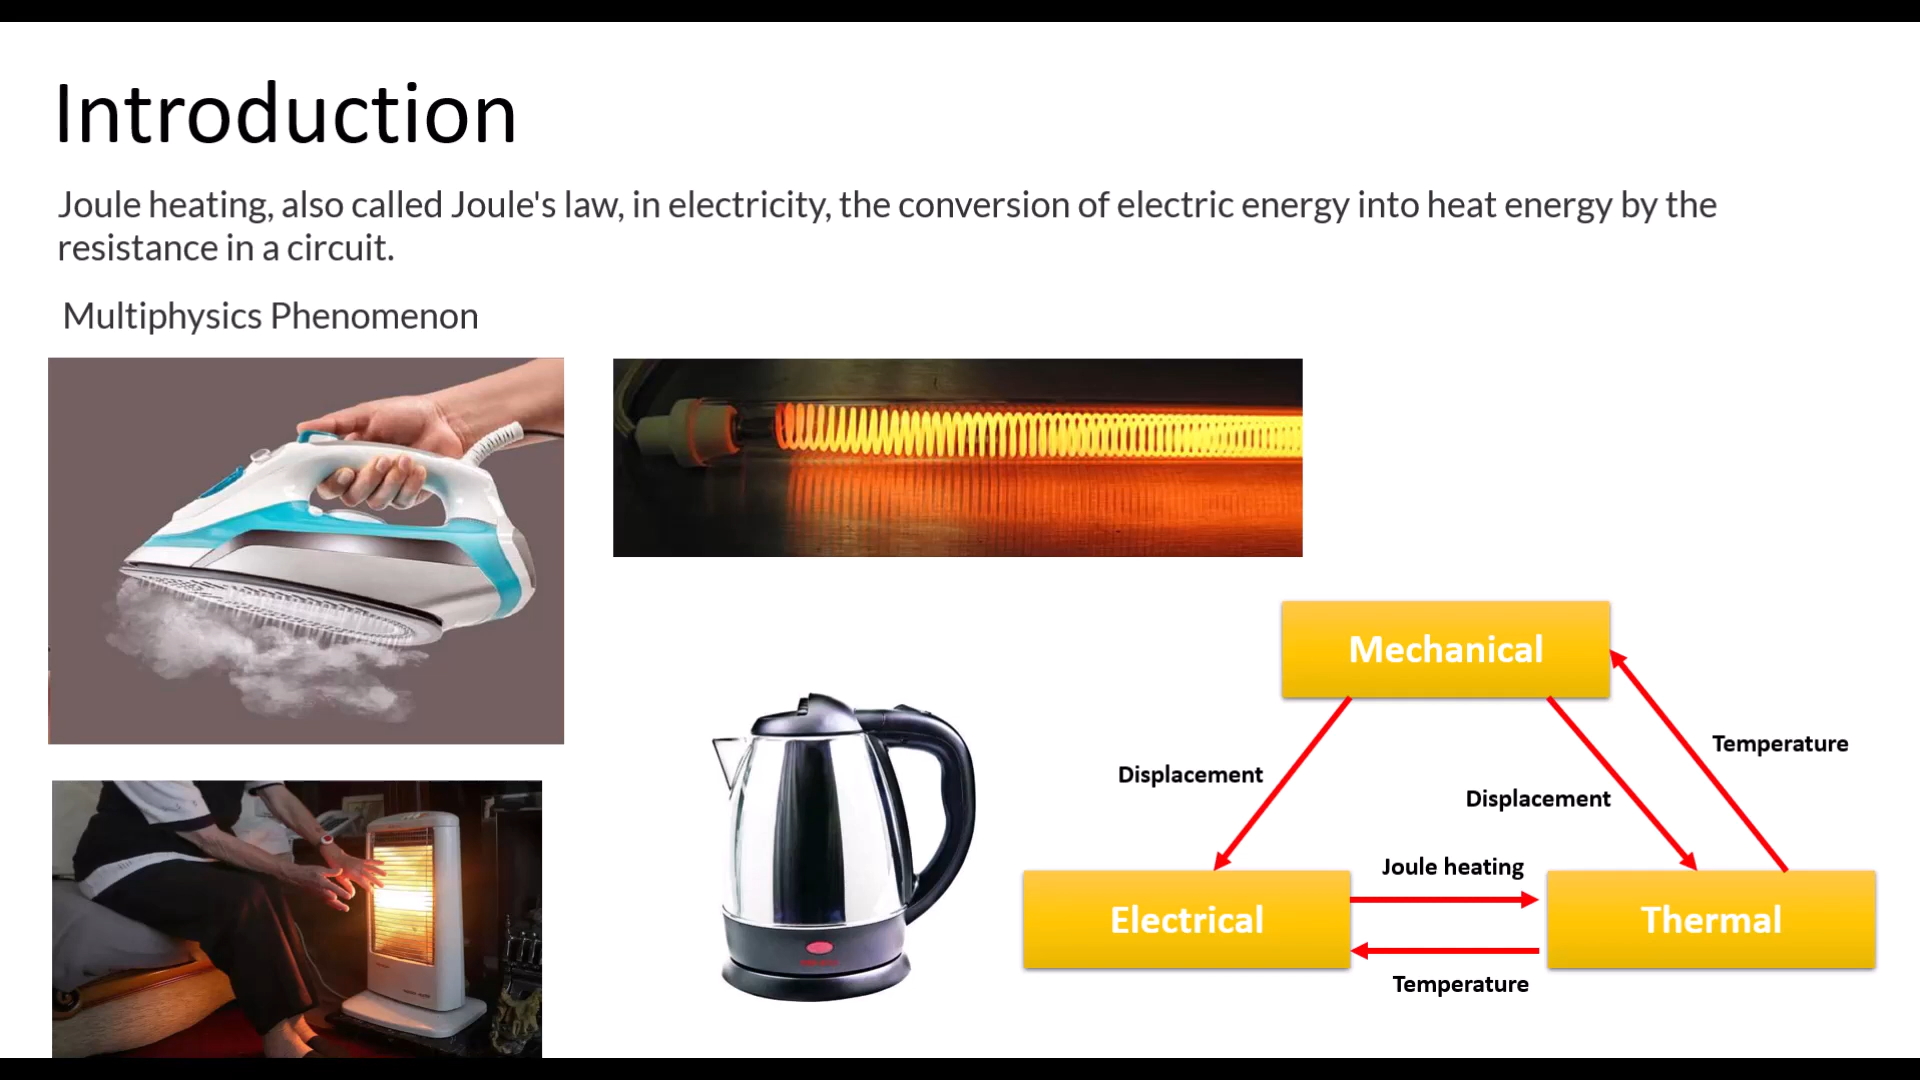 Introduction
Joule heating, also called Joule's law, in electricity, the conversion of electric energy into heat energy by the
resistance in a circuit.
Multiphysics Phenomenon
Mechanical
Temperature
Displacement
Displacement
Joule heating
Electrical
Thermal
Temperature